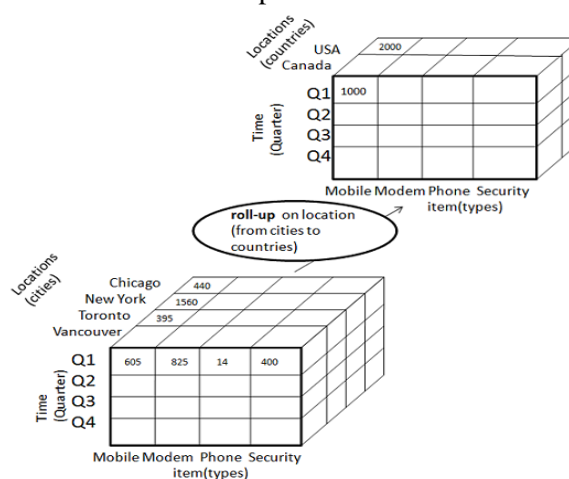 Locations
(countries)
USA
Canada
2000
Time
(Quarter)
Q1
Q2
Q3
Q4
1000
Mobile Modem Phone Security
item(types)
roll-up on location
(from cities to
countries)
Locations
(cities)
Chicago
New York
Toronto
Vancouver
440
1560
395
Time
(Quarter)
Q1
Q2
Q3
Q4
605 825 14 400
Mobile Modem Phone Security
item(types)